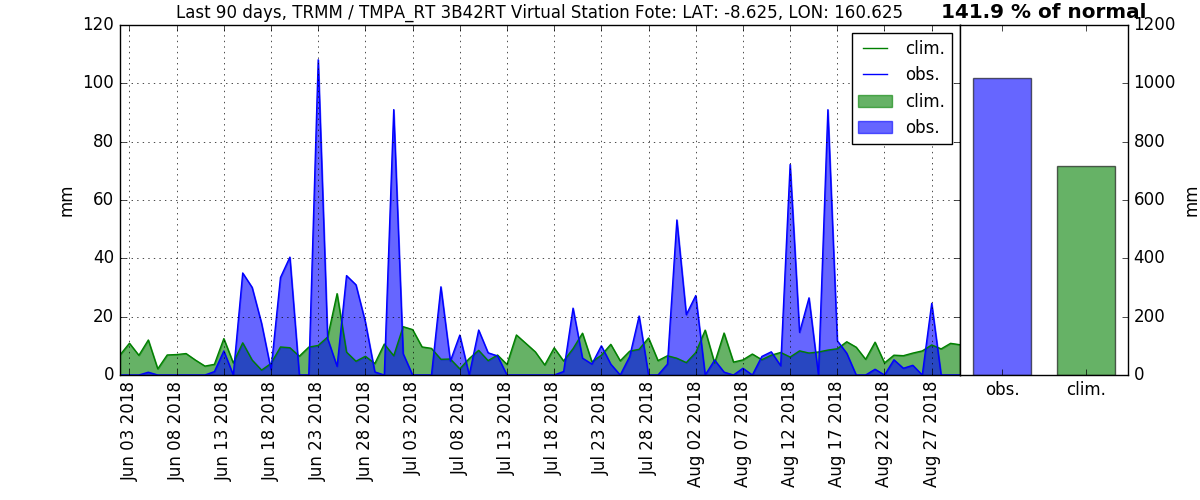 Last 90 days, TRMM / TMPA_RT 3B42RT Virtual Station Fote: LAT: -8.625, LON: 160.625
141.9 % of normal
120
100
80
60
40
20
0
mm
clim.
obs.
clim.
obs.
1200
1000
800
600
400
200
0
mm
Jun 03 2018
Jun 08 2018
Jun 13 2018
Jun 18 2018
Jun 23 2018
Jun 28 2018
Jul 03 2018
Jul 08 2018
Jul 13 2018
Jul 18 2018
Jul 23 2018
Jul 28 2018
Aug 02 2018
Aug 07 2018
Aug 12 2018
Aug 17 2018
Aug 22 2018
Aug 27 2018
obs.
clim.